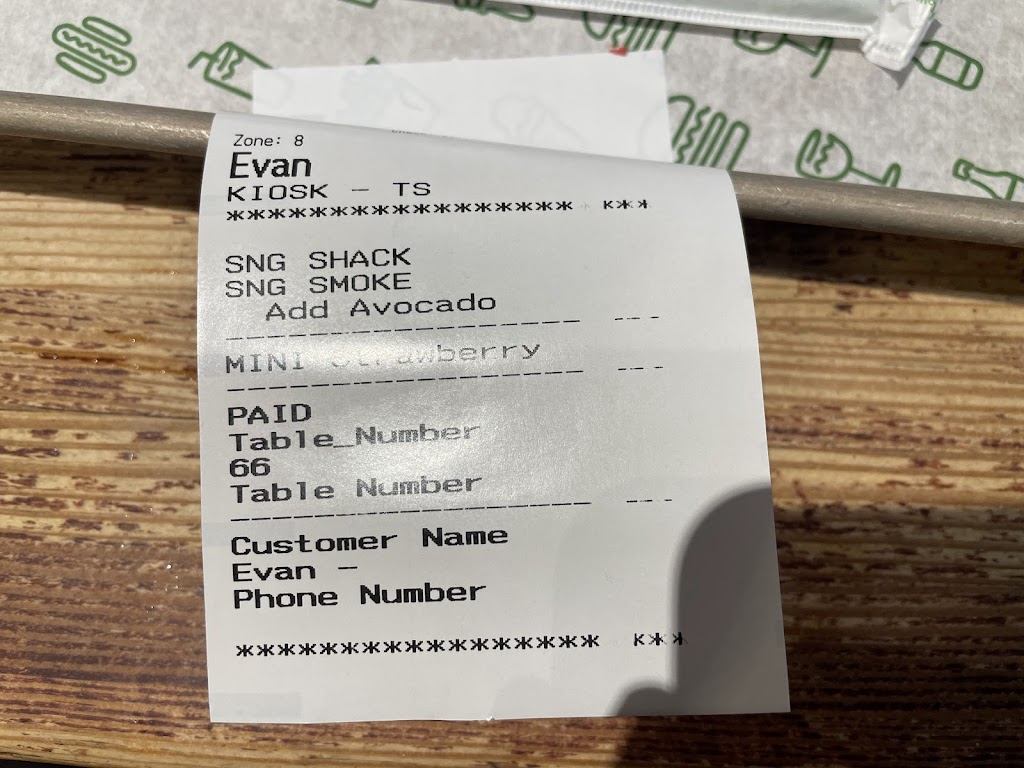 Zone: 8
Evan
KIOSK - TS
***************** ***
SNG SHACK
SNG SMOKE
Add Avocado
----------------- ---
MINI Strawberry
----------------- ---
PAID
Table_Number
66
Table Number
----------------- ---
Customer Name
Evan -
Phone Number
****************** ***